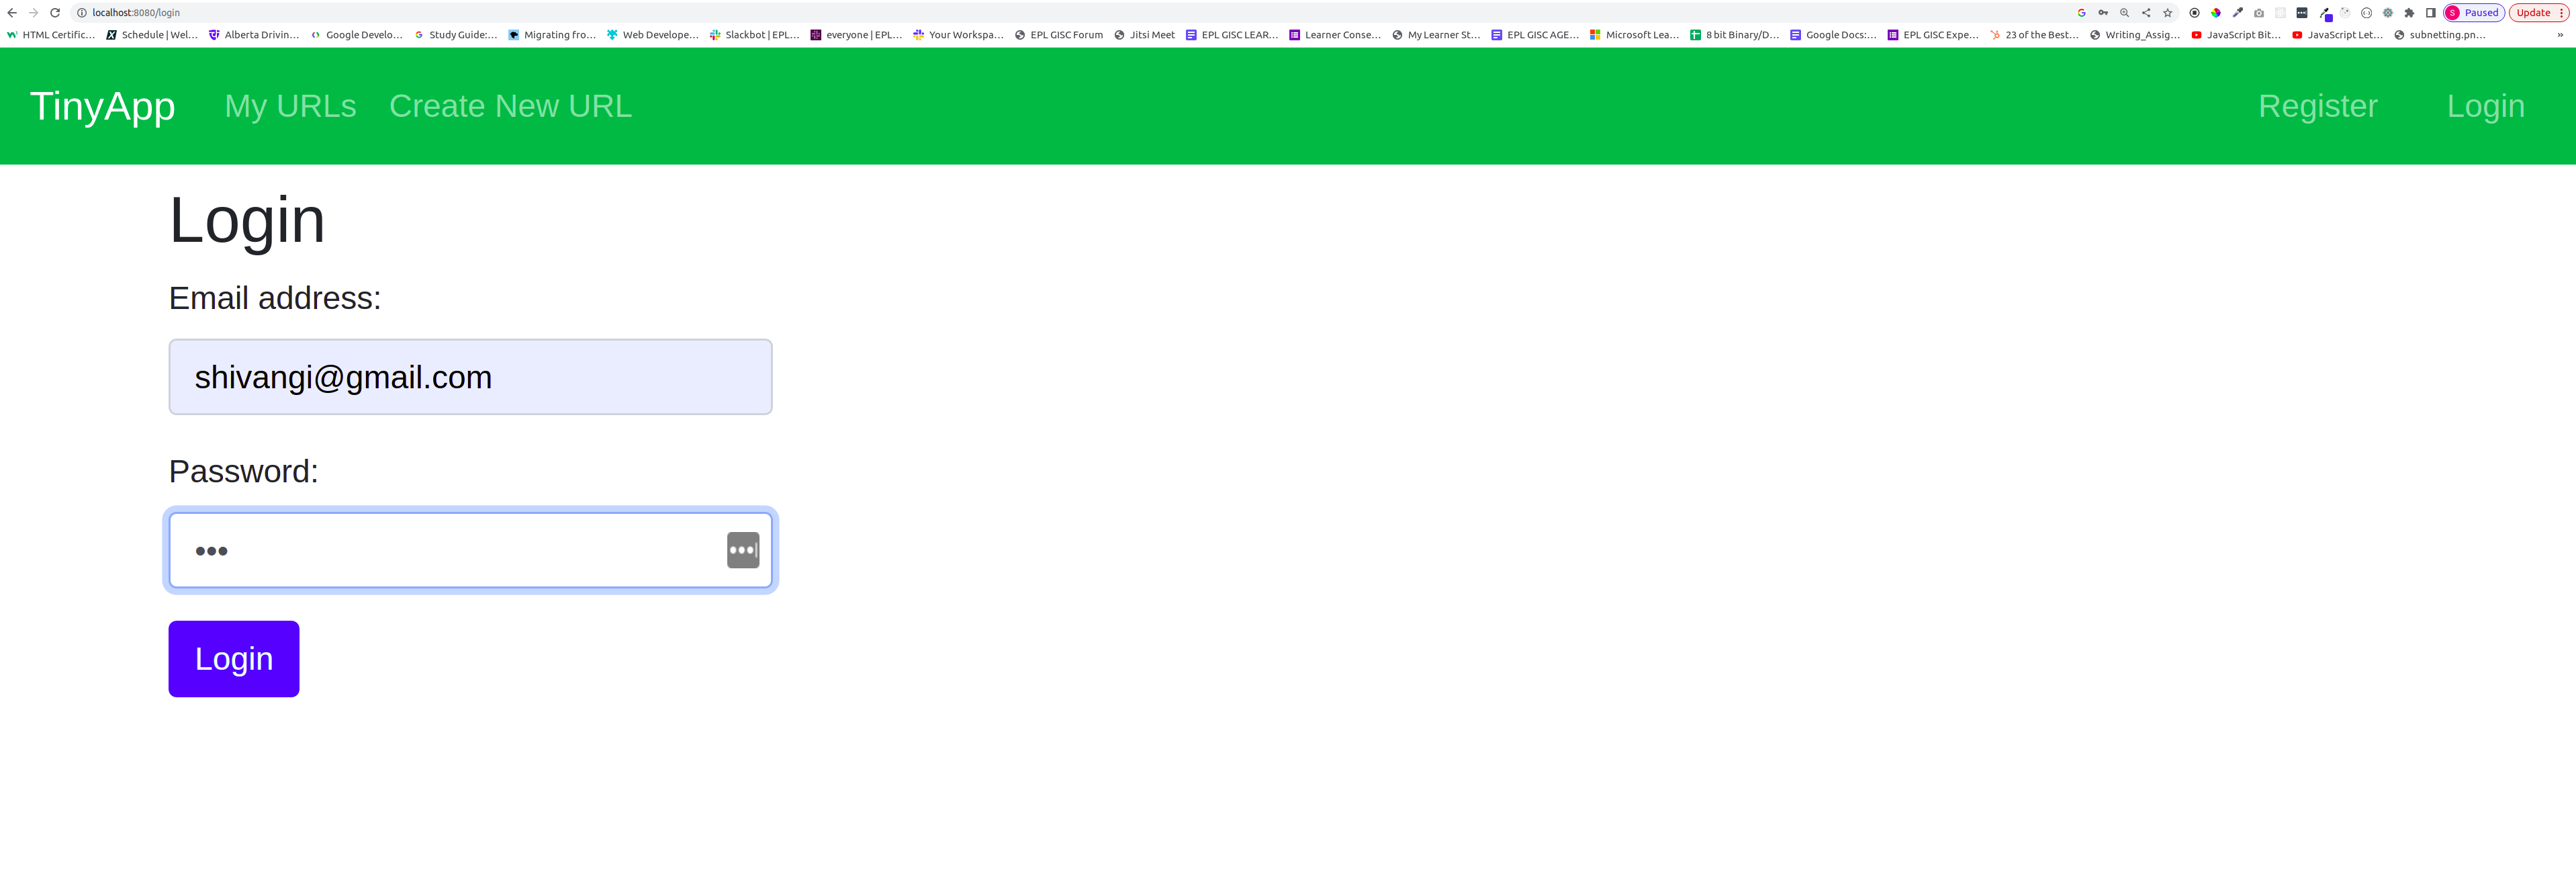 localhost:8080/login
S Paused Update
HTML Certific... Schedule | Wel... Alberta Drivin... Google Develo... Study Guide:... Migrating fro... Web Develope... Slackbot | EPL... everyone | EPL... Your Workspa... EPL GISC Forum Jitsi Meet EPL GISC LEAR... Learner Conse... My Learner St... EPL GISC AGE... Microsoft Lea... 8 bit Binary/D... Google Docs:... EPL GISC Expe... 23 of the Best... Writing_Assig... JavaScript Bit... JavaScript Let... subnetting.pn... »
TinyApp My URLs Create New URL Register Login
Login
Email address:
shivangi@gmail.com
Password:
•••
Login